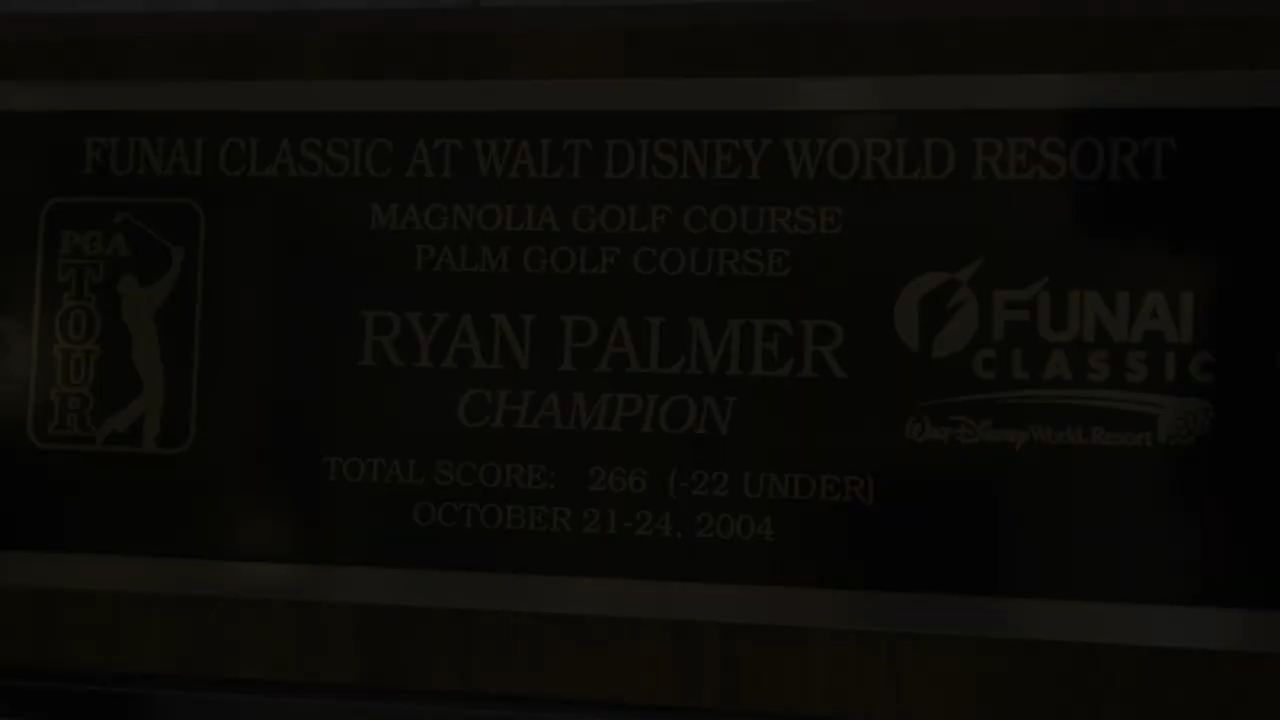 FUNAI CLASSIC AT WALT DISNEY WORLD RESORT
MAGNOLIA GOLF COURSE
PALM GOLF COURSE
PGA
TOUR
RYAN PALMER
CHAMPION
FUNAI
CLASSIC
Walt Disney World Resort
TOTAL SCORE: 266 (-22 UNDER)
OCTOBER 21-24, 2004